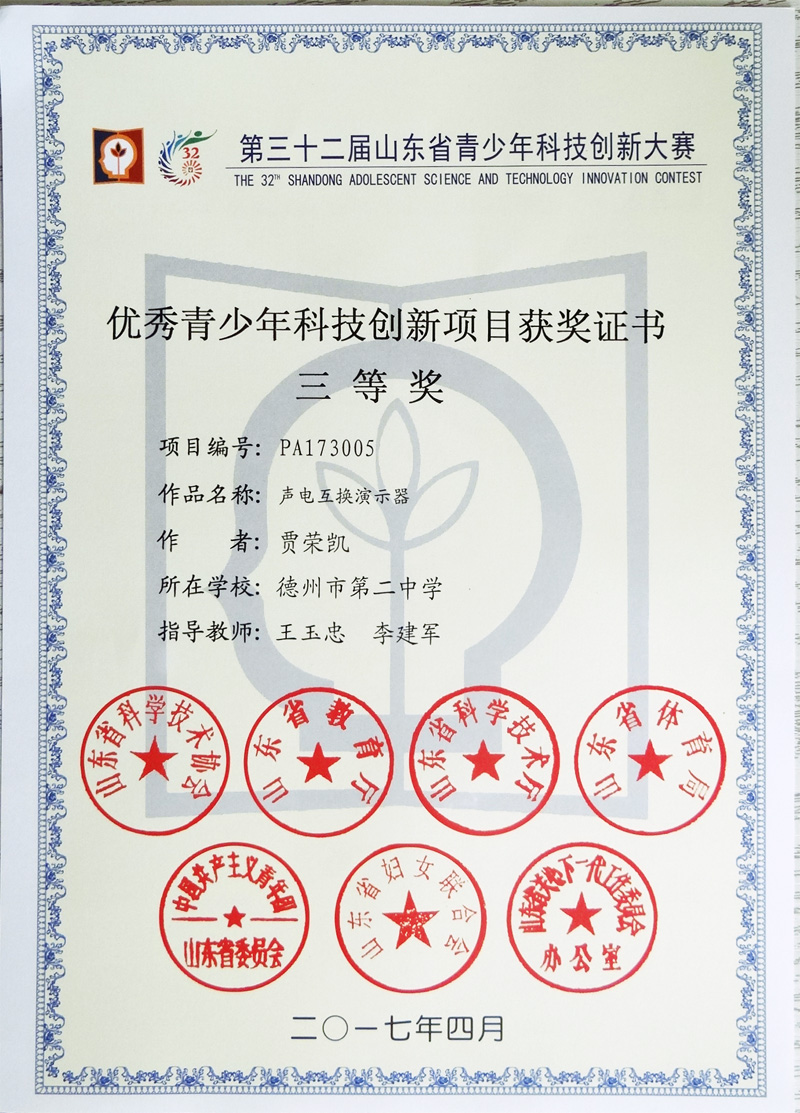 32
第三十二届山东省青少年科技创新大赛
THE 32TH SHANDONG ADOLESCENT SCIENCE AND TECHNOLOGY INNOVATION CONTEST
优秀青少年科技创新项目获奖证书
三等奖
项目编号: PA173005
作品名称: 声电互换演示器
作 者: 贾荣凯
所在学校: 德州市第二中学
指导教师: 王玉忠 李建军
山东省科学技术协会
山东省教育厅
山东省科学技术厅
山东省体育局
中国共产主义青年团
山东省委员会
山东省妇女联合会
山东省关心下一代工作委员会
办公室
二〇一七年四月